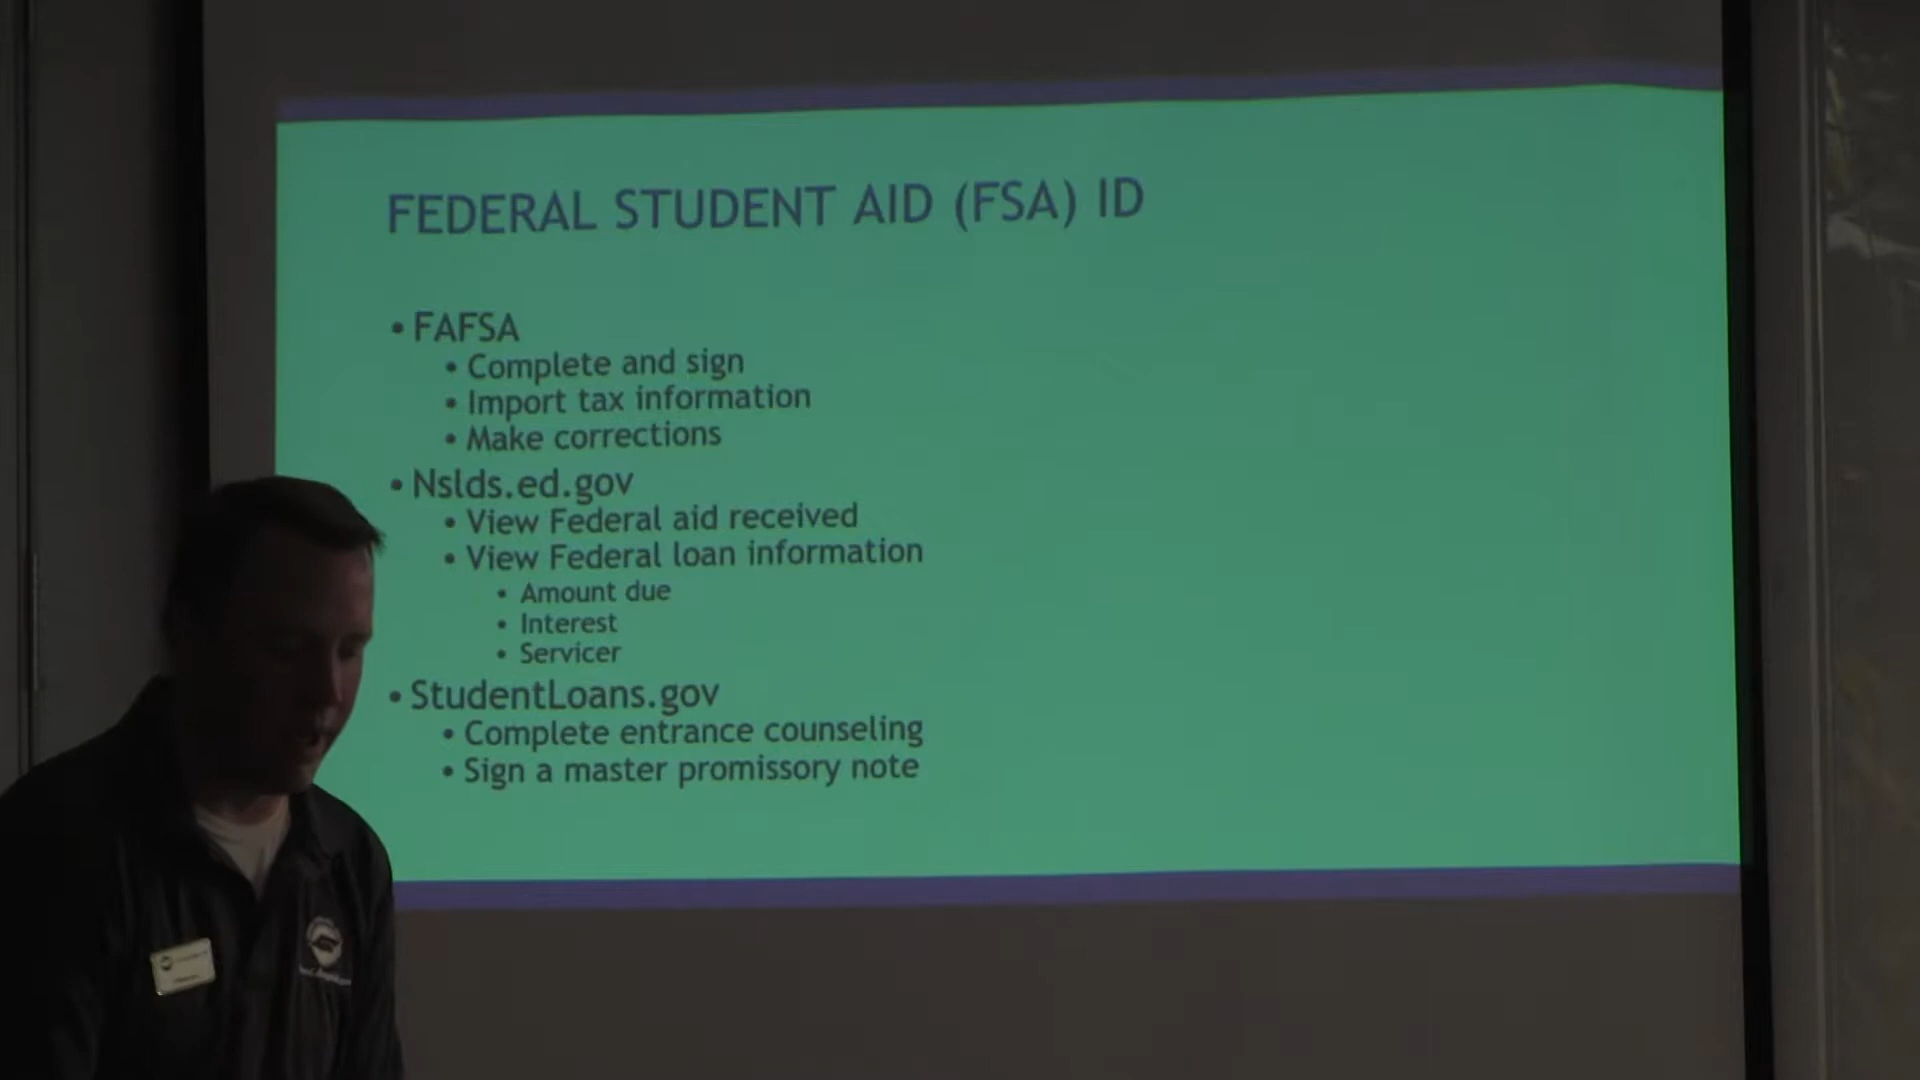 FEDERAL STUDENT AID (FSA) ID
• FAFSA
• Complete and sign
• Import tax information
• Make corrections
• Nslds.ed.gov
• View Federal aid received
• View Federal loan information
• Amount due
• Interest
• Servicer
• StudentLoans.gov
• Complete entrance counseling
• Sign a master promissory note